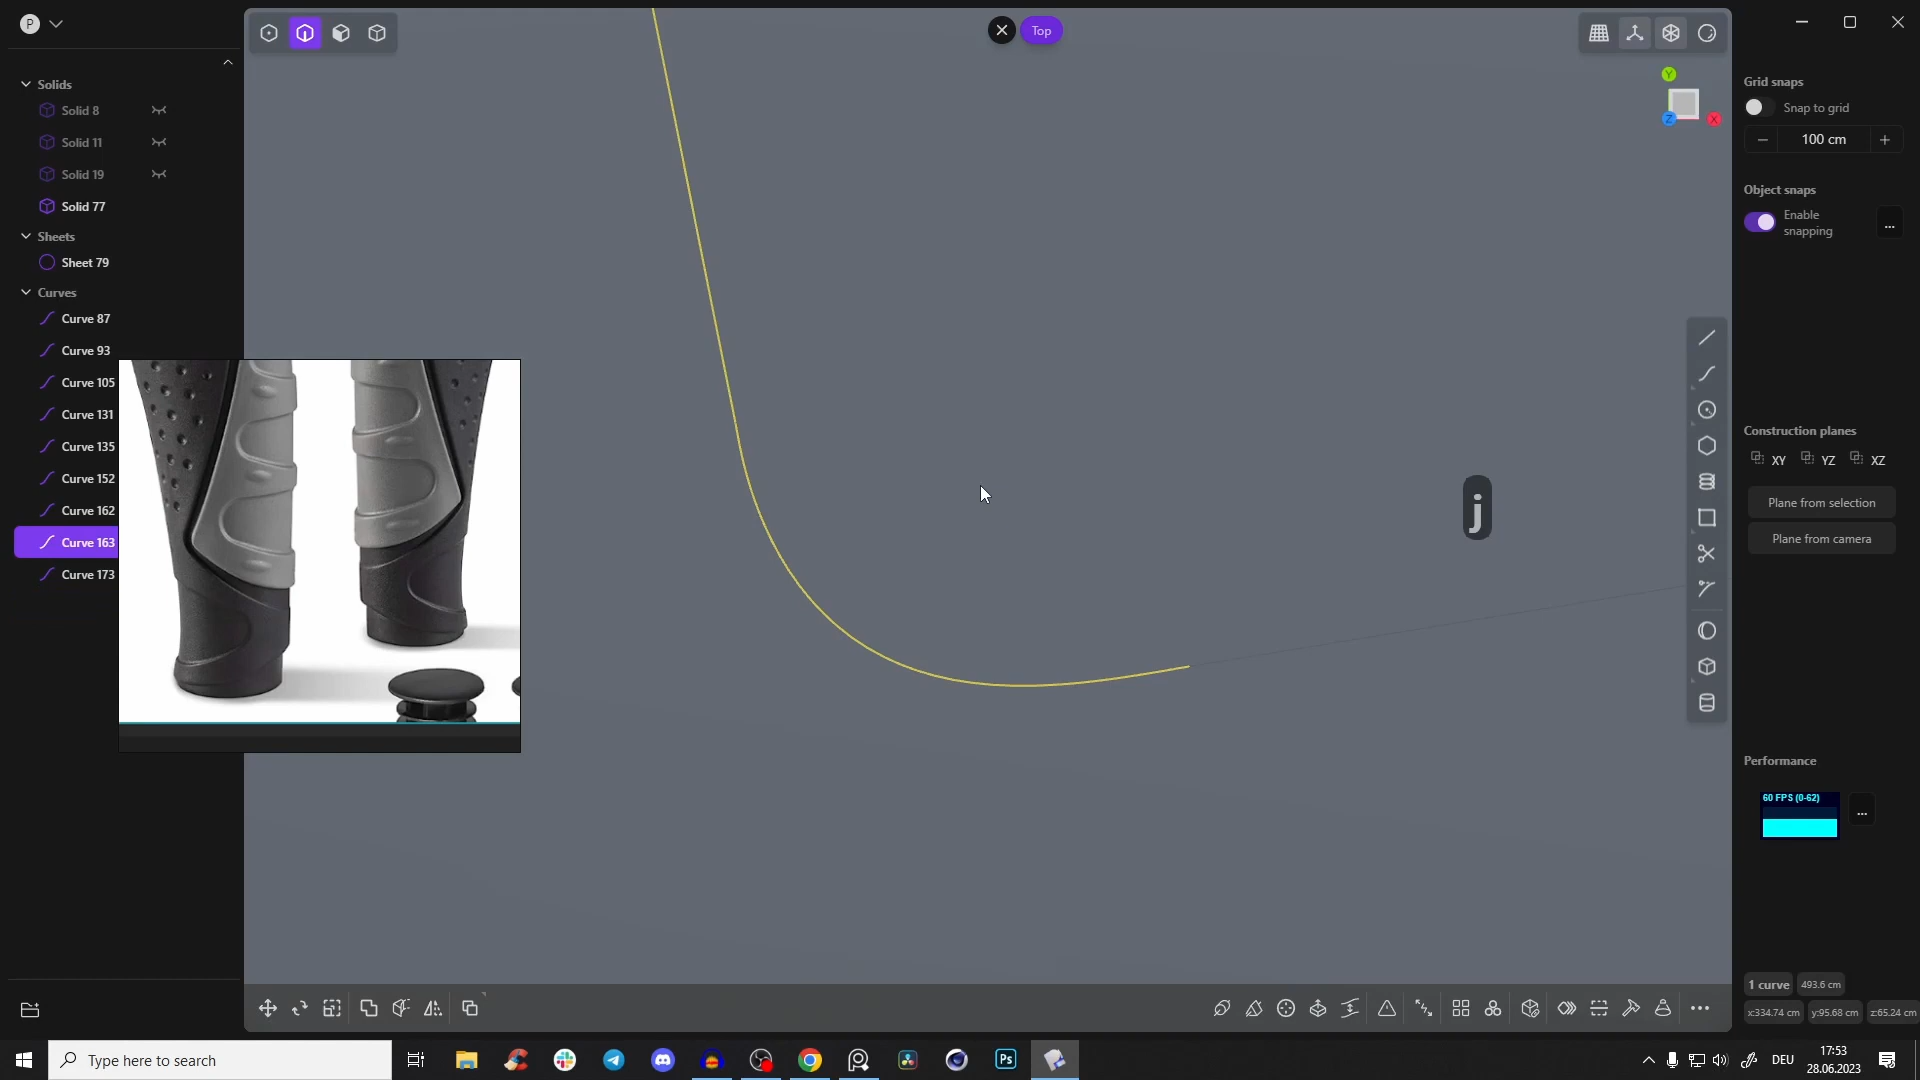 P
Top
Solids
Solid 8
Solid 11
Solid 19
Solid 77
Sheets
Sheet 79
Curves
Curve 87
Curve 93
Curve 105
Curve 131
Curve 135
Curve 152
Curve 162
Curve 163
Curve 173
j
Y
Z
X
Grid snaps
Snap to grid
100 cm
Object snaps
Enable
snapping
...
Construction planes
XY YZ XZ
Plane from selection
Plane from camera
Performance
60 FPS (0-62)
...
1 curve 493.6 cm
x:334.74 cm y:95.68 cm z:65.24 cm
Type here to search
Ps
DEU
17:53
28.06.2023